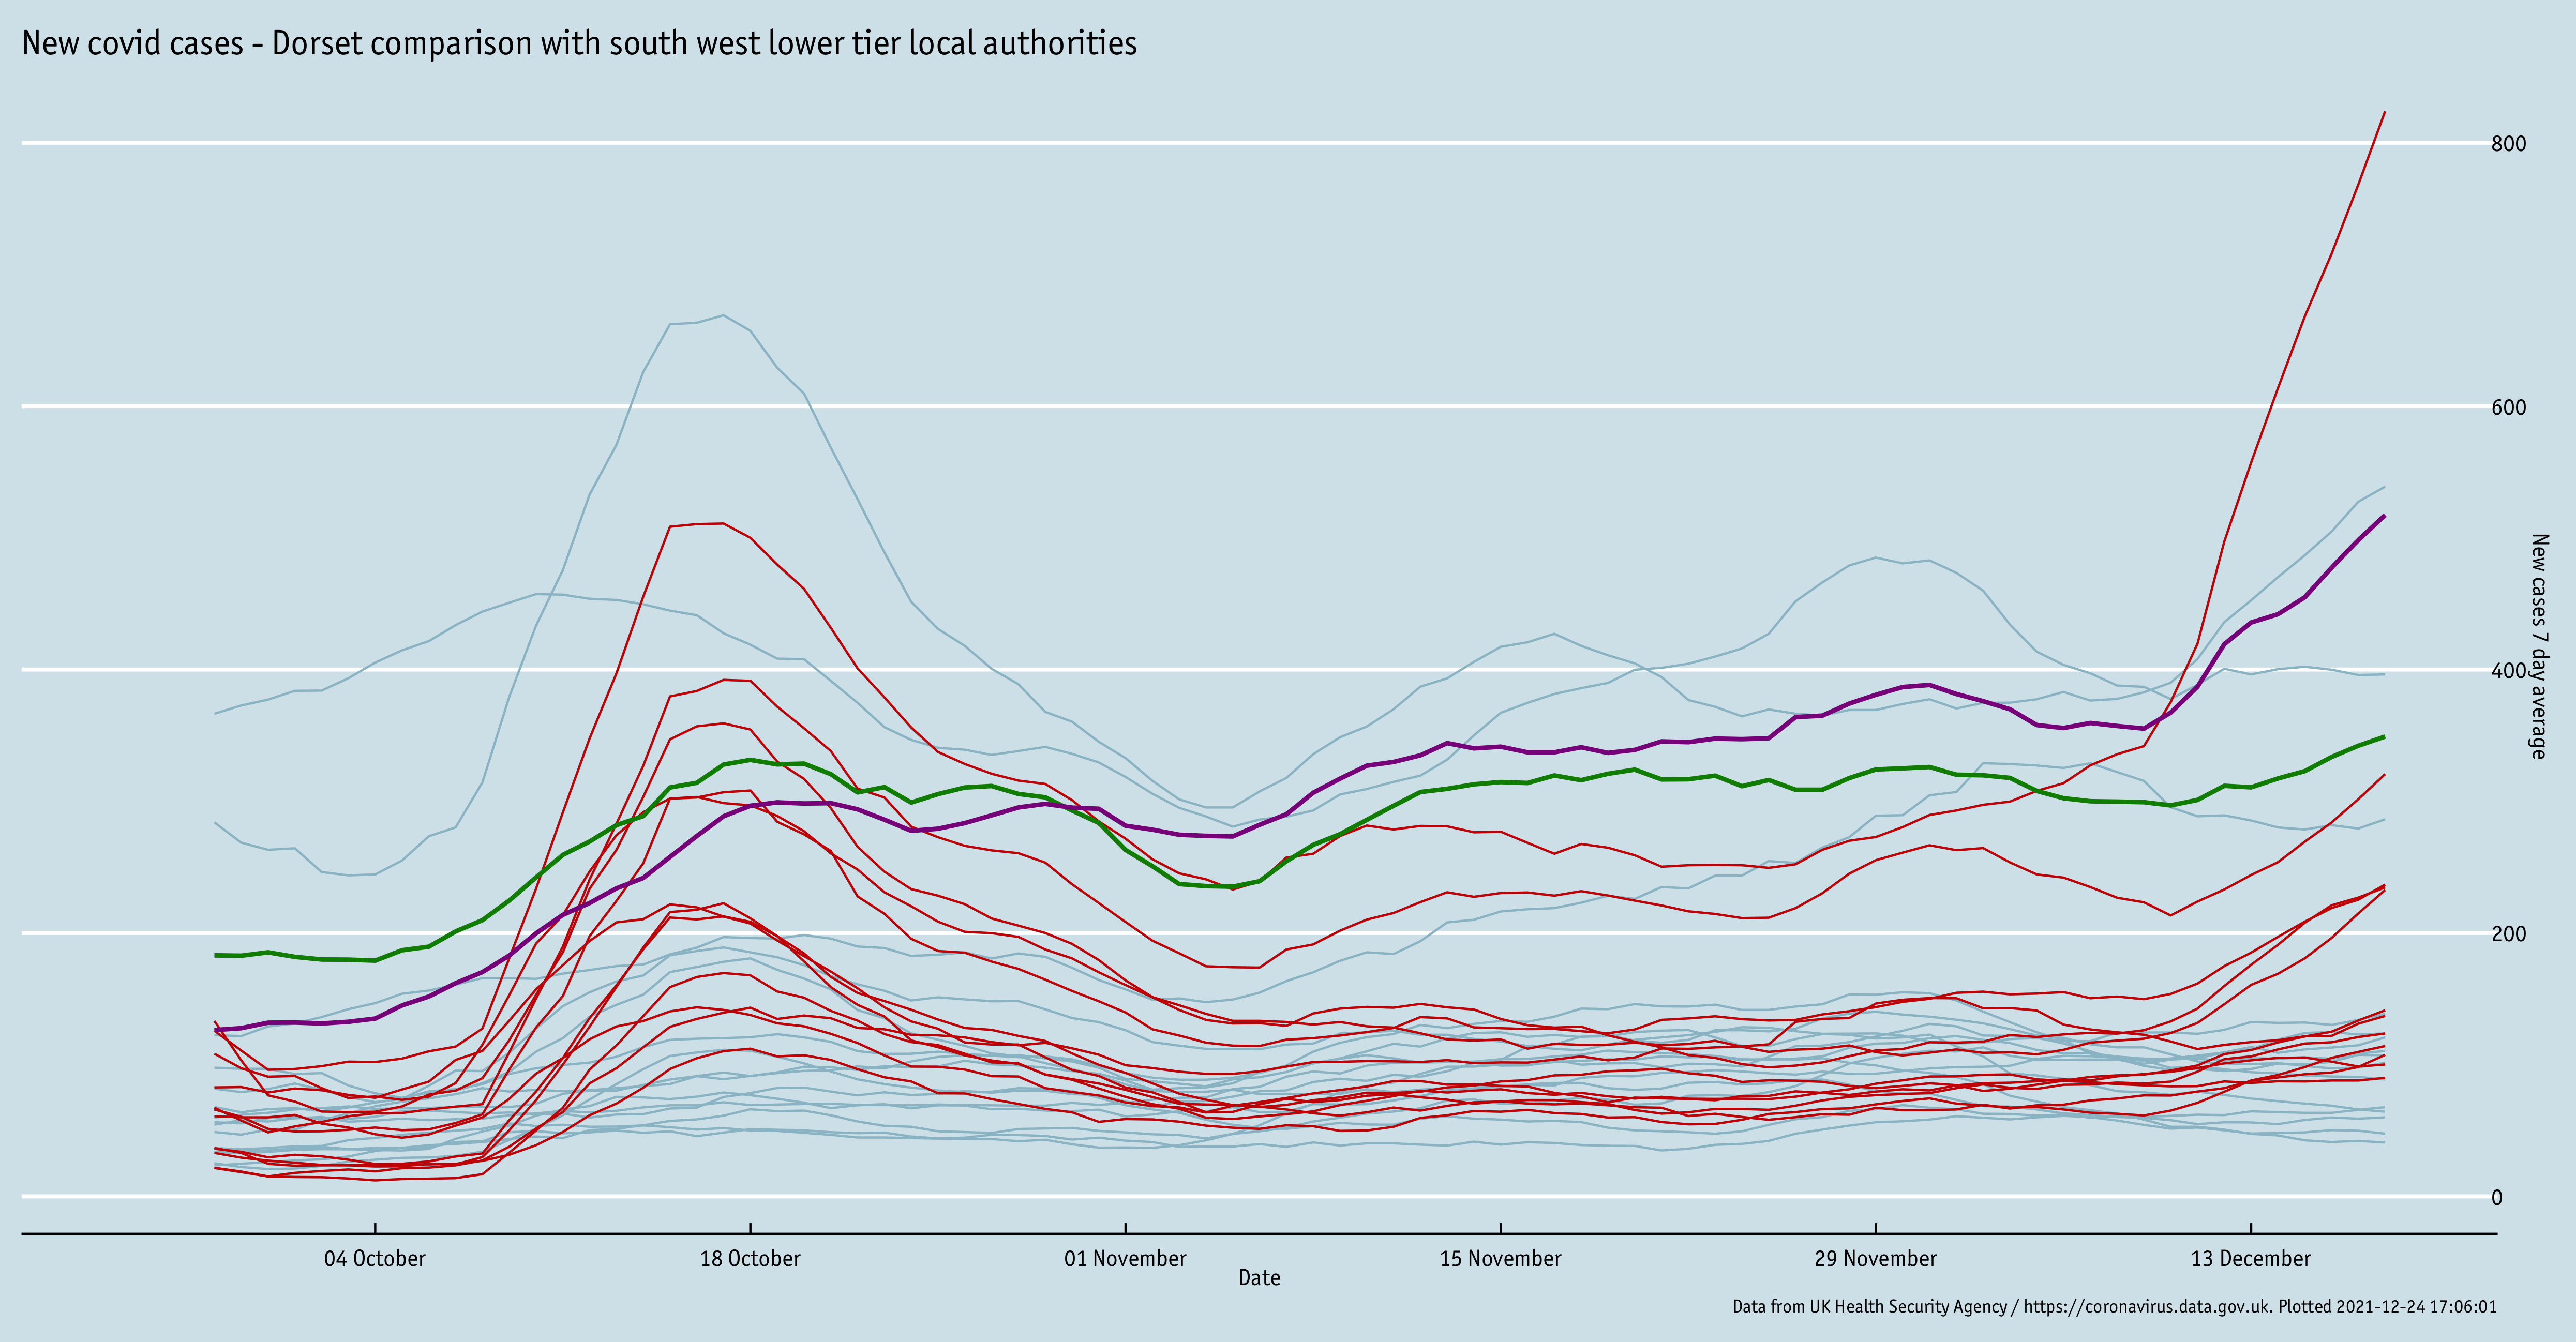 New covid cases - Dorset comparison with south west lower tier local authorities
800
600
400
200
0
New cases 7 day average
04 October
18 October
01 November
15 November
29 November
13 December
Date
Data from UK Health Security Agency / https://coronavirus.data.gov.uk. Plotted 2021-12-24 17:06:01